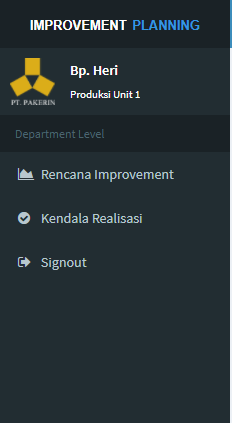 IMPROVEMENT PLANNING
Bp. Heri
PT. PAKERIN
Produksi Unit 1
Department Level
Rencana Improvement
Kendala Realisasi
Signout